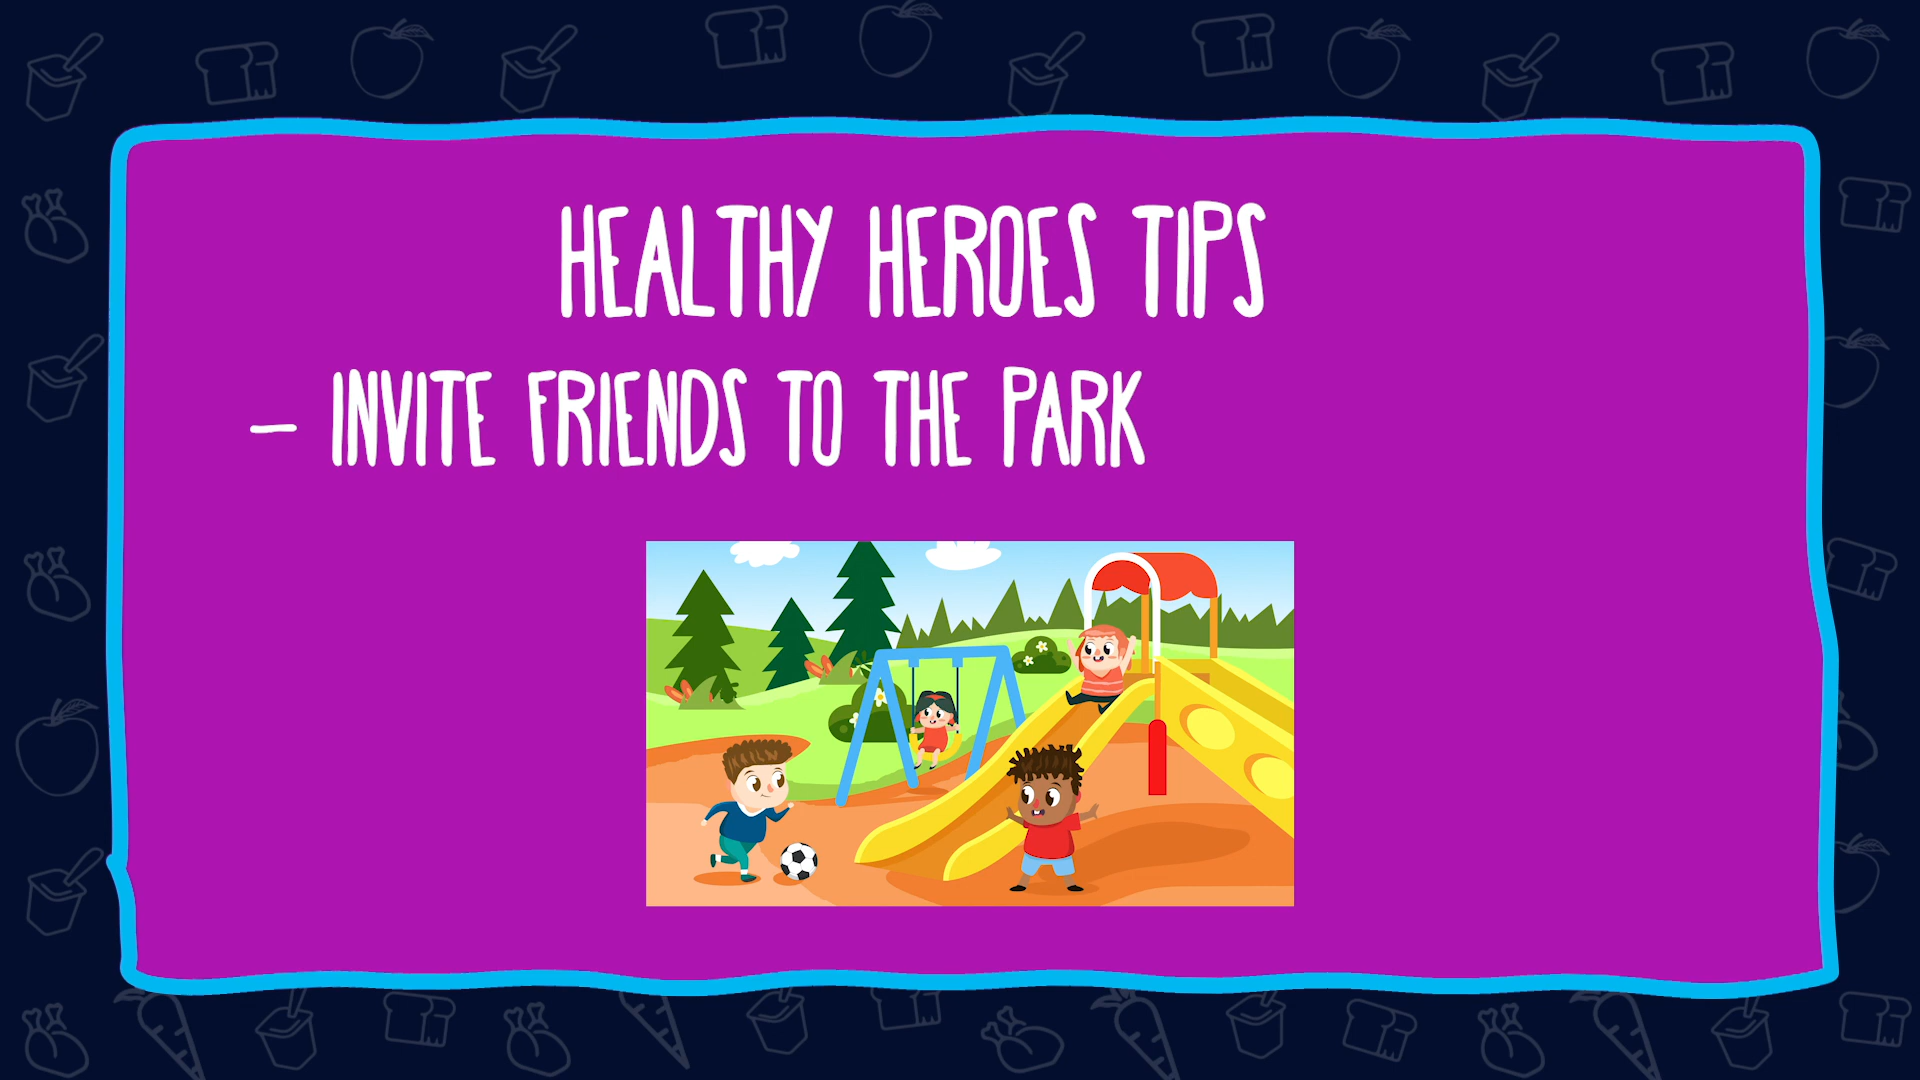 HEALTHY HEROES TIPS
– INVITE FRIENDS TO THE PARK